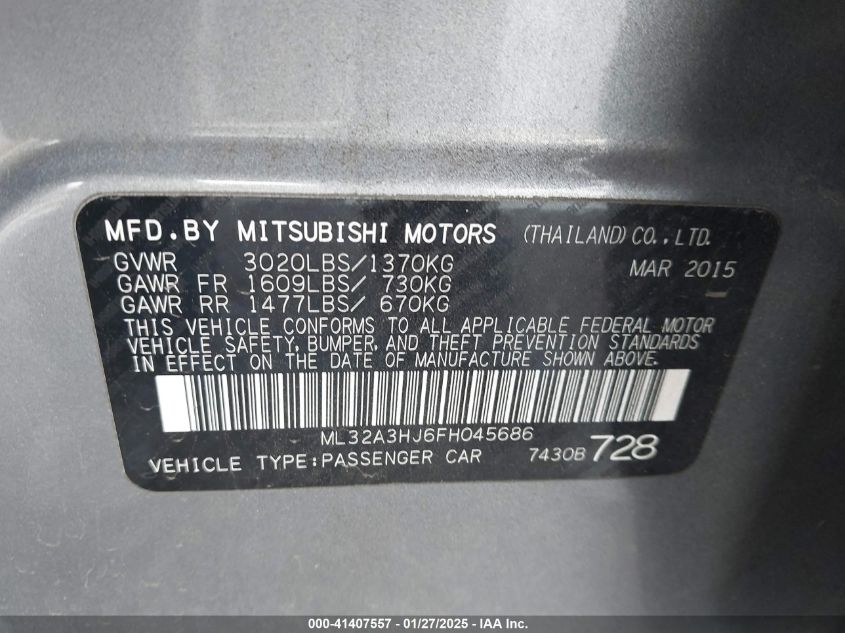 MFD.BY MITSUBISHI MOTORS (THAILAND) CO.,LTD.
GVWR 3020LBS/1370KG MAR 2015
GAWR FR 1609LBS/ 730KG
GAWR RR 1477LBS/ 670KG
THIS VEHICLE CONFORMS TO ALL APPLICABLE FEDERAL MOTOR
VEHICLE SAFETY, BUMPER, AND THEFT PREVENTION STANDARDS
IN EFFECT ON THE DATE OF MANUFACTURE SHOWN ABOVE.
ML32A3HJ6FH045686
VEHICLE TYPE:PASSENGER CAR 7430B 728
000-41407557 - 01/27/2025 - IAA Inc.